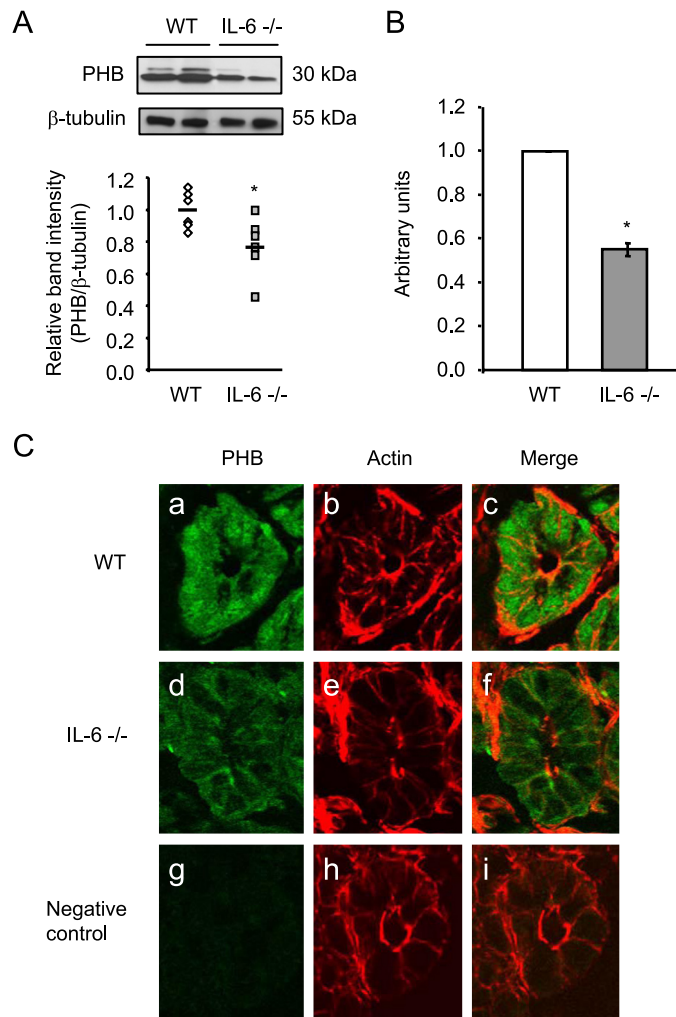 A
WT IL-6 -/-
PHB 30 kDa
β-tubulin 55 kDa
Relative band intensity
(PHB/β-tubulin)
1.2
1.0
0.8
0.6
0.4
0.2
0.0
*
WT IL-6 -/-
B
Arbitrary units
1.2
1.0
0.8
0.6
0.4
0.2
0.0
*
WT IL-6 -/-
C
PHB Actin Merge
WT
a b c
IL-6 -/-
d e f
Negative
control
g h i